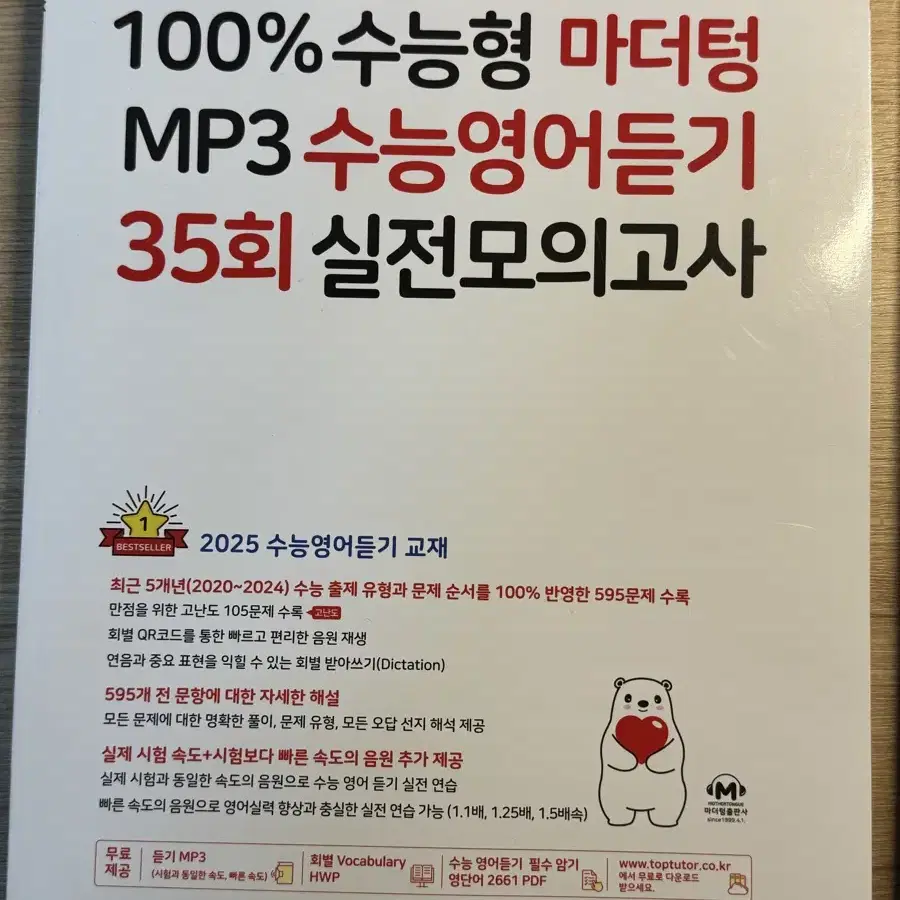 100% 수능형 마더텅
MP3 수능영어듣기
35회 실전모의고사
1
BESTSELLER
2025 수능영어듣기 교재
최근 5개년(2020~2024) 수능 출제 유형과 문제 순서를 100% 반영한 595문제 수록
만점을 위한 고난도 105문제 수록 고난도
회별 QR코드를 통한 빠르고 편리한 음원 재생
연음과 중요 표현을 익힐 수 있는 회별 받아쓰기(Dictation)
595개 전 문항에 대한 자세한 해설
모든 문제에 대한 명확한 풀이, 문제 유형, 모든 오답 선지 해석 제공
실제 시험 속도+시험보다 빠른 속도의 음원 추가 제공
실제 시험과 동일한 속도의 음원으로 수능 영어 듣기 실전 연습
빠른 속도의 음원으로 영어실력 향상과 충실한 실전 연습 가능 (1.1배, 1.25배, 1.5배속)
M
MOTHERTONGUE
마더텅출판사
since1999.4.1.
무료
제공
듣기 MP3
(시험과 동일한 속도, 빠른 속도)
회별 Vocabulary
HWP
수능 영어듣기 필수 암기
영단어 2661 PDF
www.toptutor.co.kr
에서 무료로 다운로드
받으세요.